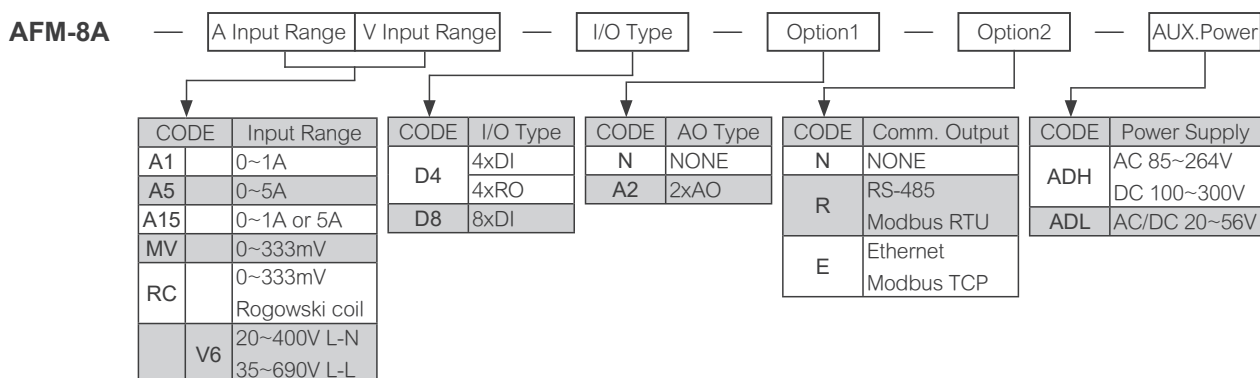 AFM-8A — A Input Range V Input Range — I/O Type — Option1 — Option2 — AUX.Power
CODE Input Range
A1 0~1A
A5 0~5A
A15 0~1A or 5A
MV 0~333mV
RC 0~333mV
Rogowski coil
V6 20~400V L-N
35~690V L-L
CODE I/O Type
D4 4xDI
4xRO
D8 8xDI
CODE AO Type
N NONE
A2 2xAO
CODE Comm. Output
N NONE
R RS-485
Modbus RTU
E Ethernet
Modbus TCP
CODE Power Supply
ADH AC 85~264V
DC 100~300V
ADL AC/DC 20~56V